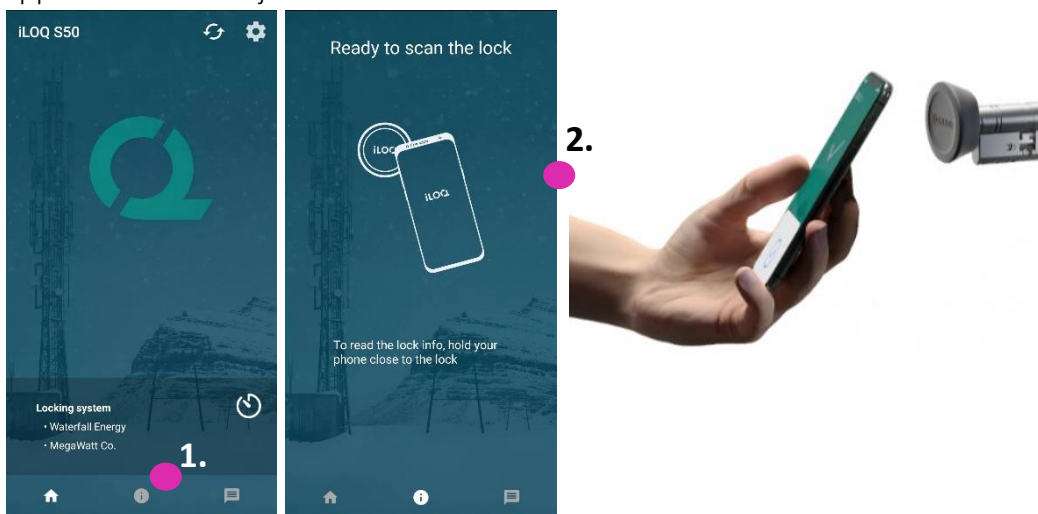 iLOQ S50
Locking system
• Waterfall Energy
• MegaWatt Co.
1.
Ready to scan the lock
iLOQ
iLOQ
To read the lock info, hold your
phone close to the lock
2.
iLOQ